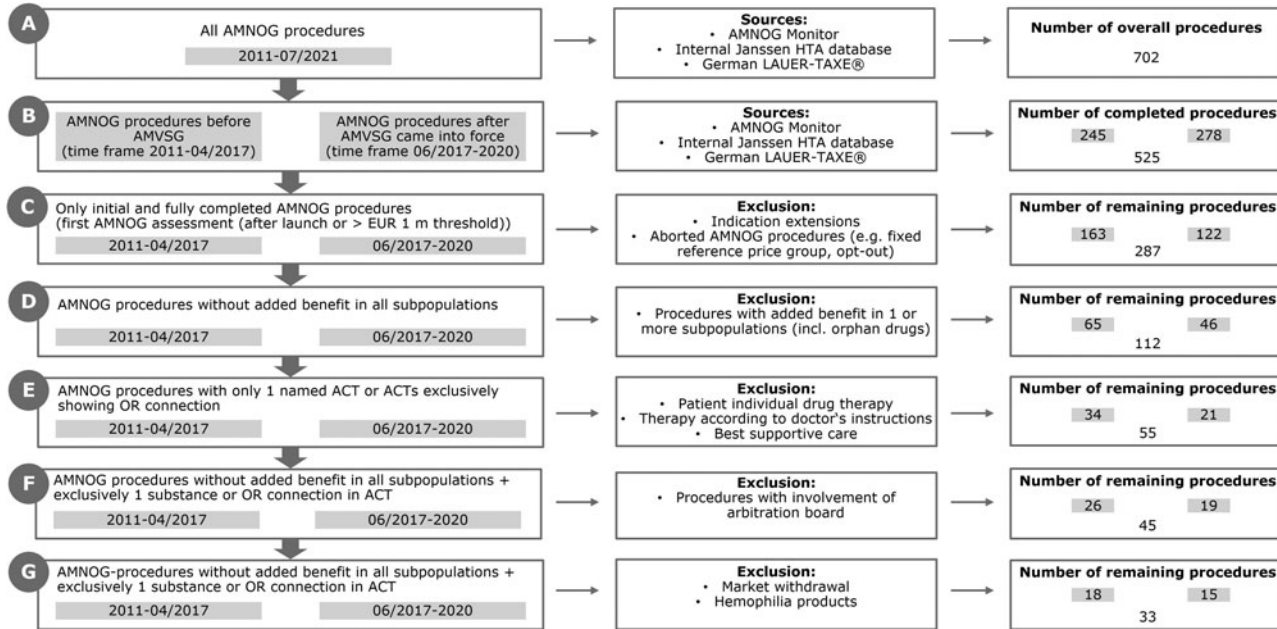 A
All AMNOG procedures
2011-07/2021
Sources:
• AMNOG Monitor
• Internal Janssen HTA database
• German LAUER-TAXE®
Number of overall procedures
702
B
AMNOG procedures before
AMVSG
(time frame 2011-04/2017)
AMNOG procedures after
AMVSG came into force
(time frame 06/2017-2020)
Sources:
• AMNOG Monitor
• Internal Janssen HTA database
• German LAUER-TAXE®
Number of completed procedures
245 278
525
C
Only initial and fully completed AMNOG procedures
(first AMNOG assessment (after launch or > EUR 1 m threshold))
2011-04/2017 06/2017-2020
Exclusion:
• Indication extensions
• Aborted AMNOG procedures (e.g. fixed
reference price group, opt-out)
Number of remaining procedures
163 122
287
D
AMNOG procedures without added benefit in all subpopulations
2011-04/2017 06/2017-2020
Exclusion:
• Procedures with added benefit in 1 or
more subpopulations (incl. orphan drugs)
Number of remaining procedures
65 46
112
E
AMNOG procedures with only 1 named ACT or ACTs exclusively
showing OR connection
2011-04/2017 06/2017-2020
Exclusion:
• Patient individual drug therapy
• Therapy according to doctor's instructions
• Best supportive care
Number of remaining procedures
34 21
55
F
AMNOG procedures without added benefit in all subpopulations +
exclusively 1 substance or OR connection in ACT
2011-04/2017 06/2017-2020
Exclusion:
• Procedures with involvement of
arbitration board
Number of remaining procedures
26 19
45
G
AMNOG-procedures without added benefit in all subpopulations +
exclusively 1 substance or OR connection in ACT
2011-04/2017 06/2017-2020
Exclusion:
• Market withdrawal
• Hemophilia products
Number of remaining procedures
18 15
33